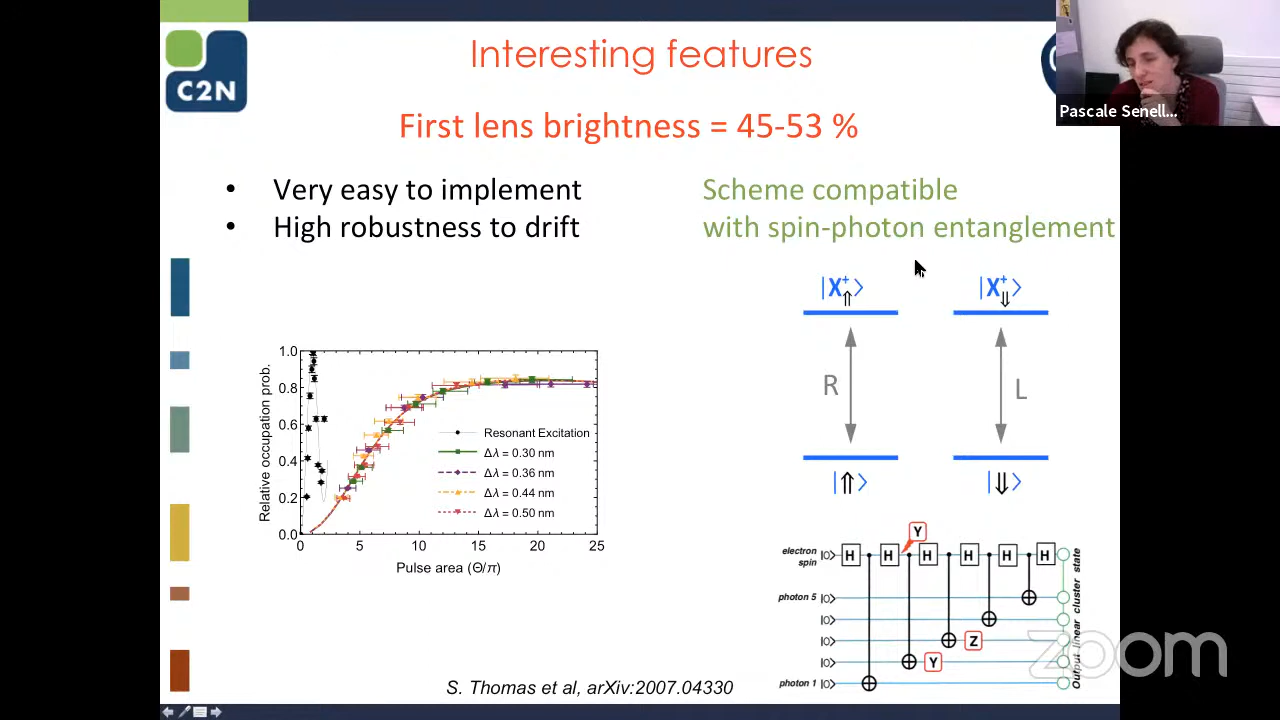 C2N
Interesting features
First lens brightness = 45-53 %
Pascale Senell...
• Very easy to implement
• High robustness to drift
Scheme compatible
with spin-photon entanglement
|X⁺⇑⟩
|X⁺⇓⟩
R
L
|⇑⟩
|⇓⟩
Relative occupation prob.
1.0
0.8
0.6
0.4
0.2
0.0
0 5 10 15 20 25
Pulse area (Θ/π)
Resonant Excitation
Δλ = 0.30 nm
Δλ = 0.36 nm
Δλ = 0.44 nm
Δλ = 0.50 nm
Y
electron spin |0> H H H H H H
photon 5 |0>
|0>
|0> Z
|0> Y
photon 1 |0>
Output linear cluster state
S. Thomas et al, arXiv:2007.04330
zoom